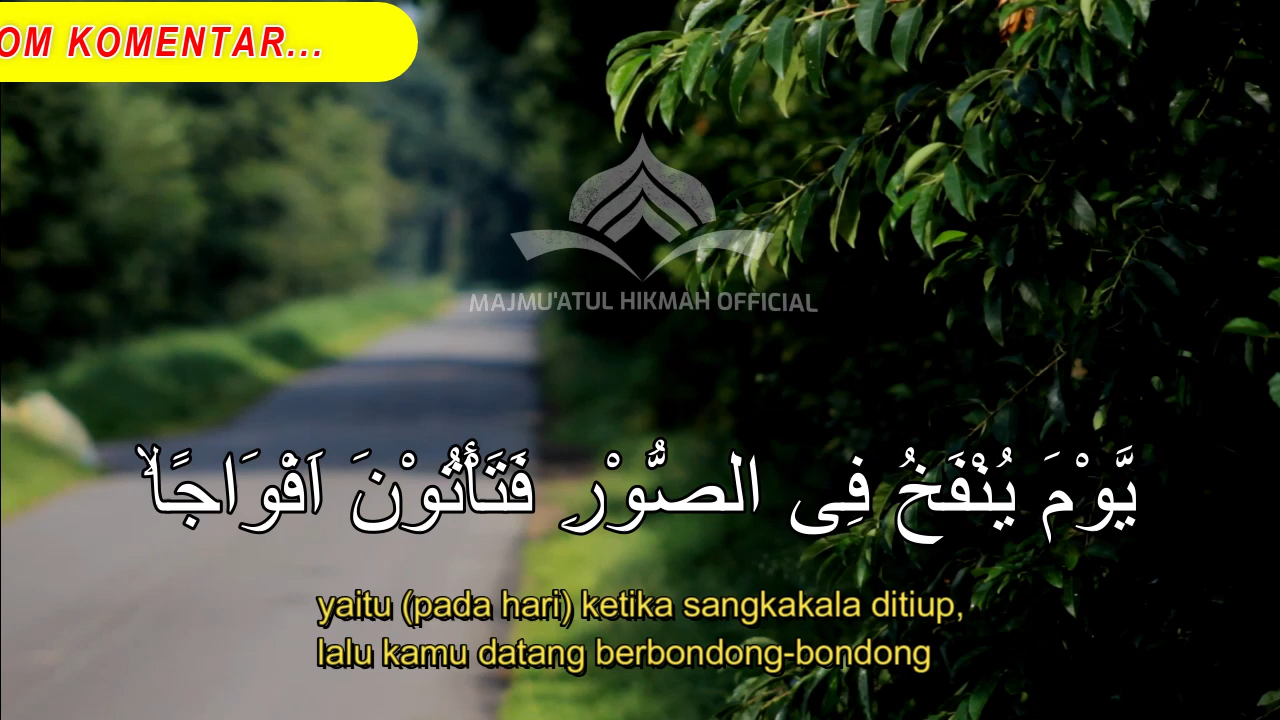 OM KOMENTAR...
MAJMU'ATUL HIKMAH OFFICIAL
يَّوْمَ يُنْفَخُ فِى الصُّوْرِ فَتَأْتُوْنَ اَفْوَاجًاۙ
yaitu (pada hari) ketika sangkakala ditiup,
lalu kamu datang berbondong-bondong